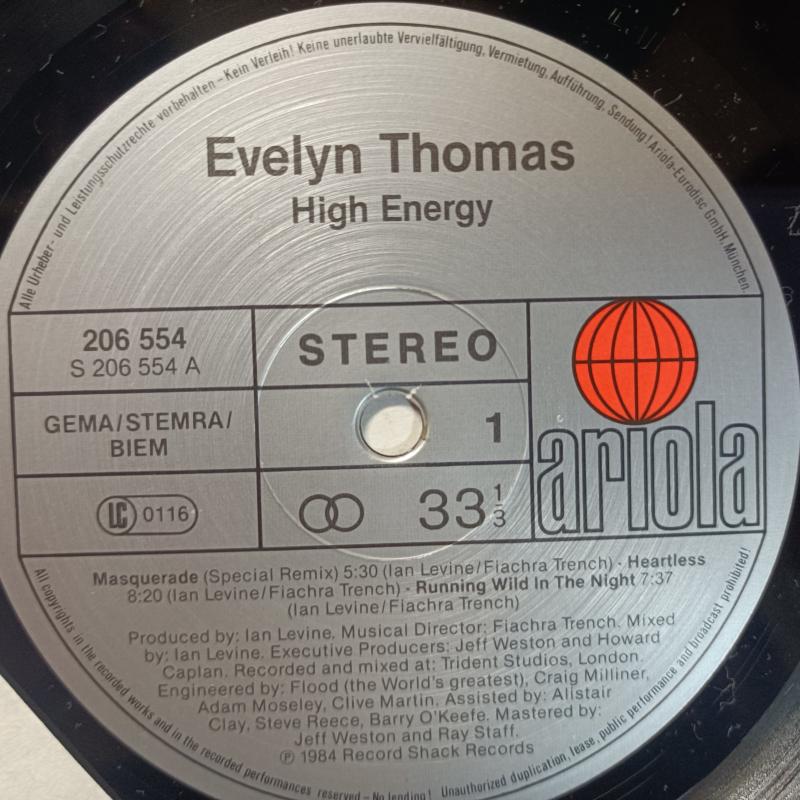 Alle Urheber- und Leistungsschutzrechte vorbehalten – Kein Verleih! Keine unerlaubte Vervielfältigung, Vermietung, Aufführung, Sendung! Ariola-Eurodisc GmbH, München.
Evelyn Thomas
High Energy
206 554
S 206 554 A
STEREO
GEMA/STEMRA/
BIEM
1
LC 0116
33 1/3
ariola
Masquerade (Special Remix) 5:30 (Ian Levine/Fiachra Trench) · Heartless
8:20 (Ian Levine/Fiachra Trench) · Running Wild In The Night 7:37
(Ian Levine/Fiachra Trench)
Produced by: Ian Levine. Musical Director: Fiachra Trench. Mixed
by: Ian Levine. Executive Producers: Jeff Weston and Howard
Caplan. Recorded and mixed at: Trident Studios, London.
Engineered by: Flood (the World's greatest), Craig Milliner,
Adam Moseley, Clive Martin. Assisted by: Alistair
Clay, Steve Reece, Barry O'Keefe. Mastered by:
Jeff Weston and Ray Staff.
℗ 1984 Record Shack Records
All copyrights in the recorded works and in the recorded performances reserved – No lending! Unauthorized duplication, lease, public performance and broadcast prohibited!